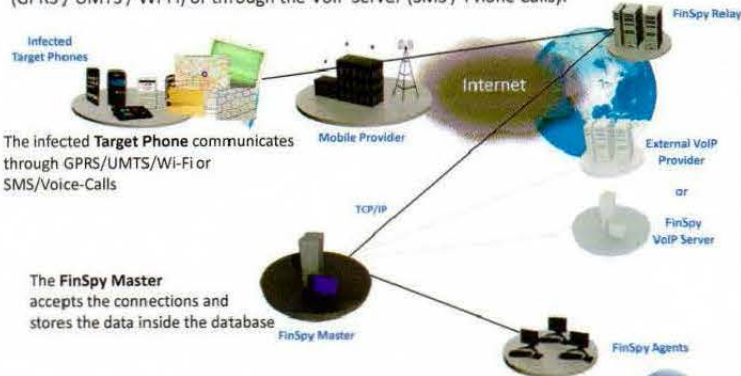 (GPRS / UMTS / Wi-Fi) or through the VoIP Server (SMS / Phone Calls).
FinSpy Relay
Infected
Target Phones
Internet
The infected Target Phone communicates
through GPRS/UMTS/Wi-Fi or
SMS/Voice-Calls
Mobile Provider
External VoIP
Provider
or
FinSpy
VoIP Server
TCP/IP
The FinSpy Master
accepts the connections and
stores the data inside the database
FinSpy Master
FinSpy Agents